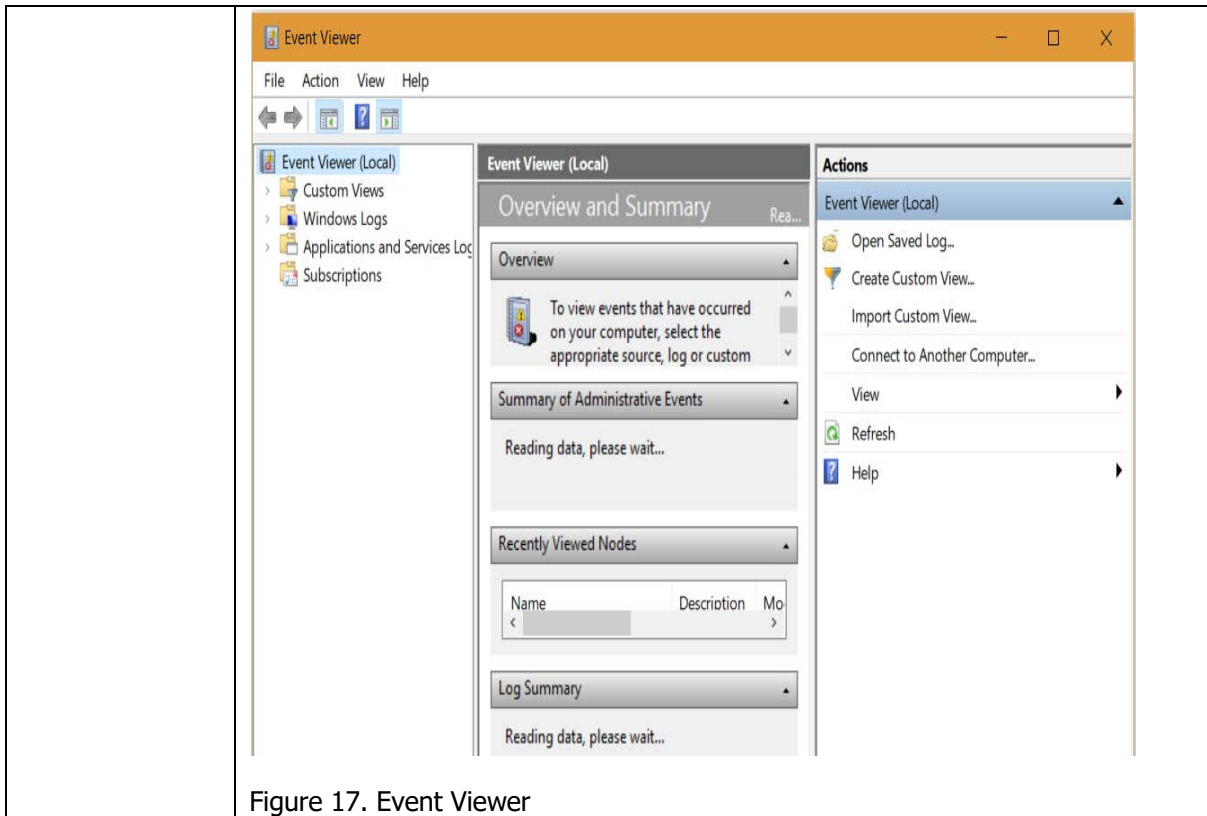 Event Viewer
File Action View Help
Event Viewer (Local)
Custom Views
Windows Logs
Applications and Services Log
Subscriptions
Event Viewer (Local)
Overview and Summary Rea...
Overview
To view events that have occurred
on your computer, select the
appropriate source, log or custom
Summary of Administrative Events
Reading data, please wait...
Recently Viewed Nodes
Name Description Mo
Log Summary
Reading data, please wait...
Actions
Event Viewer (Local)
Open Saved Log...
Create Custom View...
Import Custom View...
Connect to Another Computer...
View
Refresh
Help
Figure 17. Event Viewer